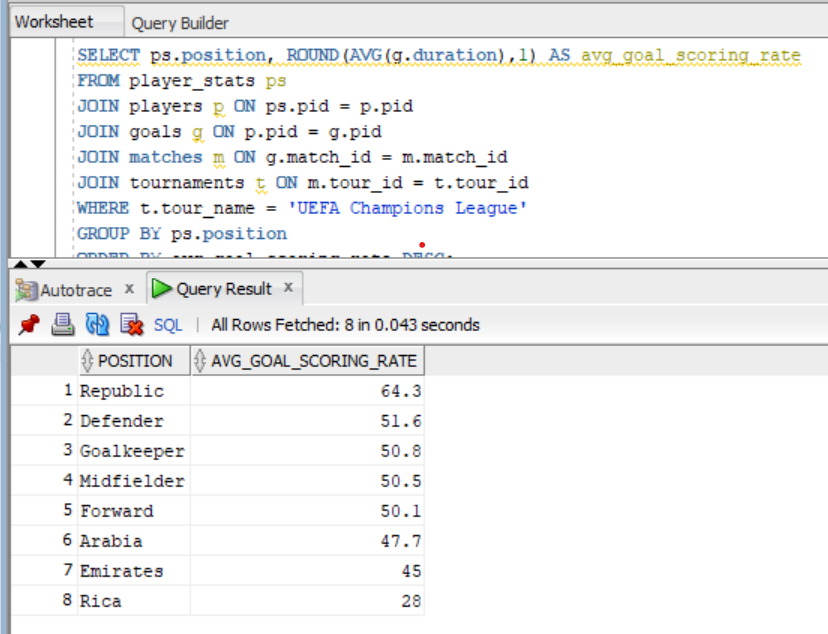 Worksheet Query Builder
SELECT ps.position, ROUND(AVG(g.duration),1) AS avg_goal_scoring_rate
FROM player_stats ps
JOIN players p ON ps.pid = p.pid
JOIN goals g ON p.pid = g.pid
JOIN matches m ON g.match_id = m.match_id
JOIN tournaments t ON m.tour_id = t.tour_id
WHERE t.tour_name = 'UEFA Champions League'
GROUP BY ps.position
ORDER BY avg_goal_scoring_rate DESC;
Autotrace x Query Result x
SQL | All Rows Fetched: 8 in 0.043 seconds
POSITION AVG_GOAL_SCORING_RATE
1 Republic 64.3
2 Defender 51.6
3 Goalkeeper 50.8
4 Midfielder 50.5
5 Forward 50.1
6 Arabia 47.7
7 Emirates 45
8 Rica 28